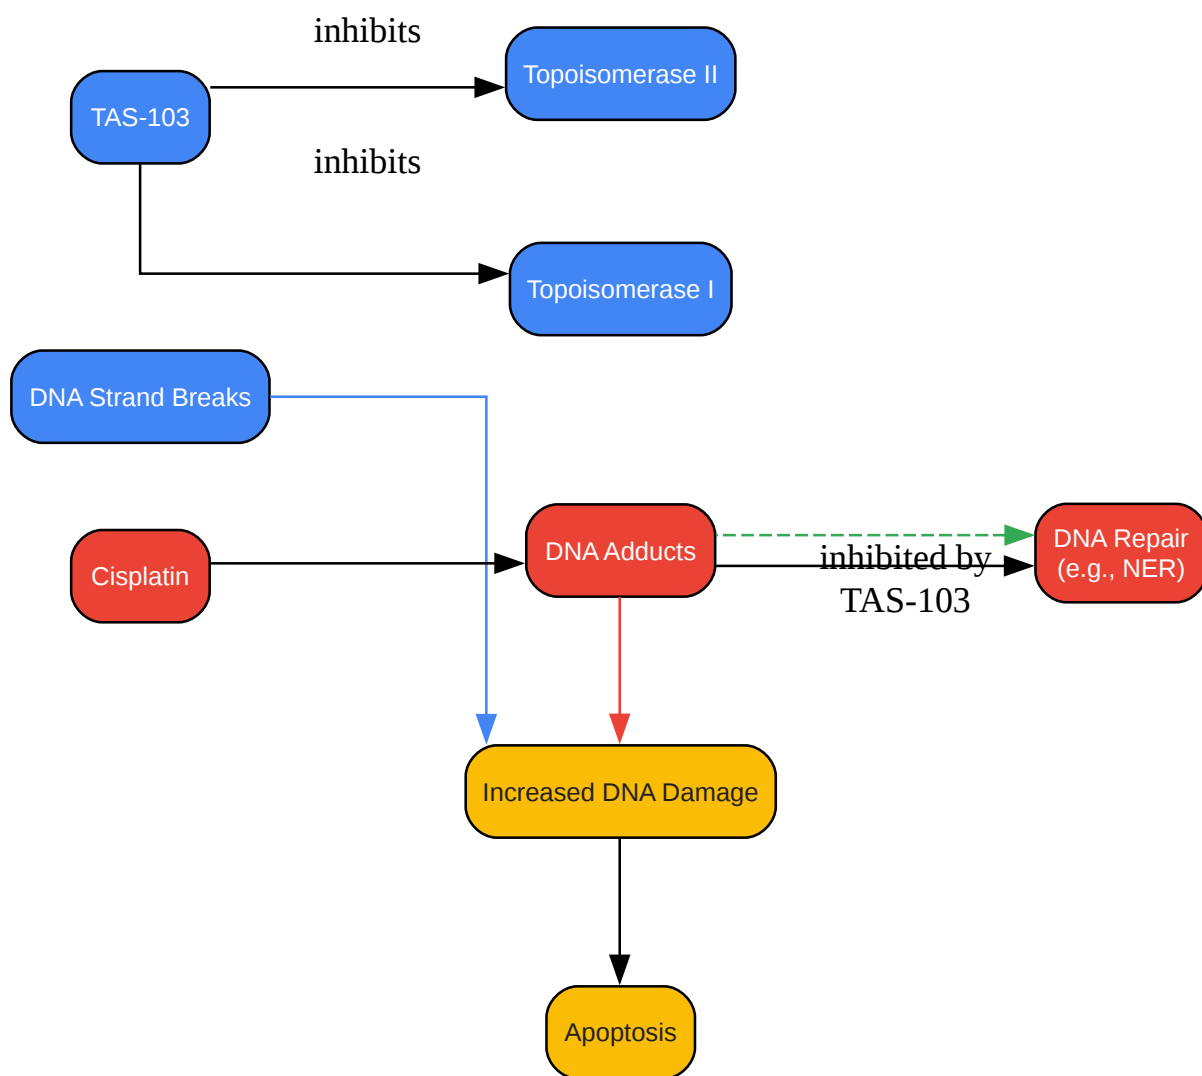 inhibits
Topoisomerase II
TAS-103
inhibits
Topoisomerase I
DNA Strand Breaks
DNA Adducts
DNA Repair
(e.g., NER)
inhibited by
TAS-103
Cisplatin
Increased DNA Damage
Apoptosis